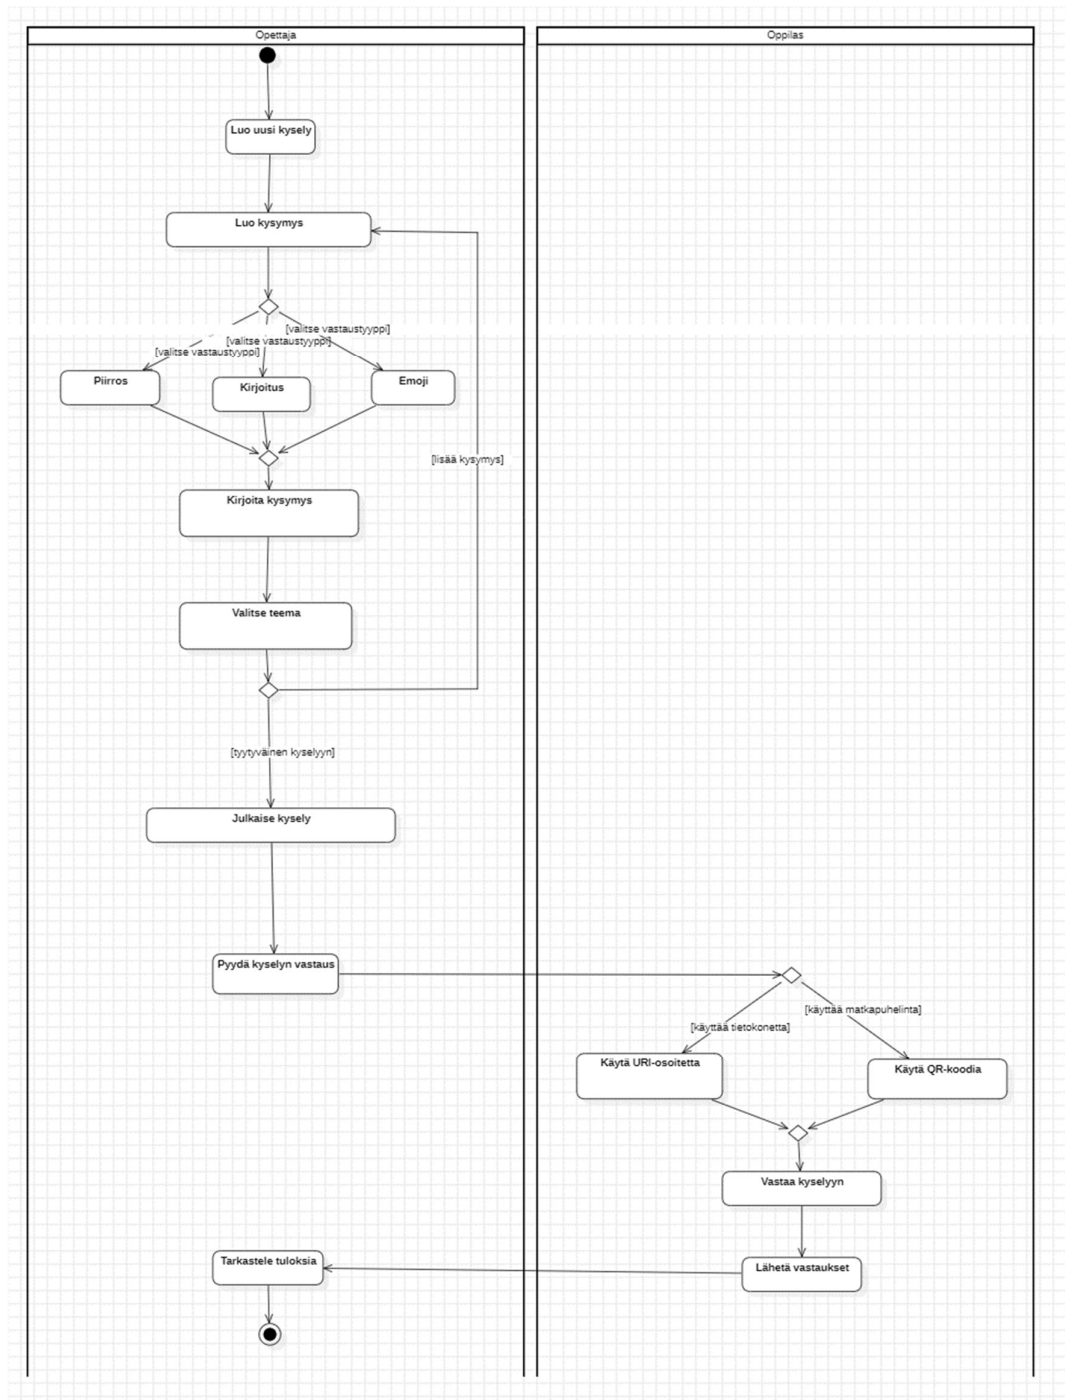 Opettaja
Oppilas
Luo uusi kysely
Luo kysymys
[valitse vastaustyyppi]
[valitse vastaustyyppi]
[valitse vastaustyyppi]
Piirros
Kirjoitus
Emoji
[lisää kysymys]
Kirjoita kysymys
Valitse teema
[tyytyväinen kyselyyn]
Julkaise kysely
Pyydä kyselyn vastaus
[käyttää matkapuhelinta]
[käyttää tietokonetta]
Käytä URI-osoitetta
Käytä QR-koodia
Vastaa kyselyyn
Tarkastele tuloksia
Lähetä vastaukset